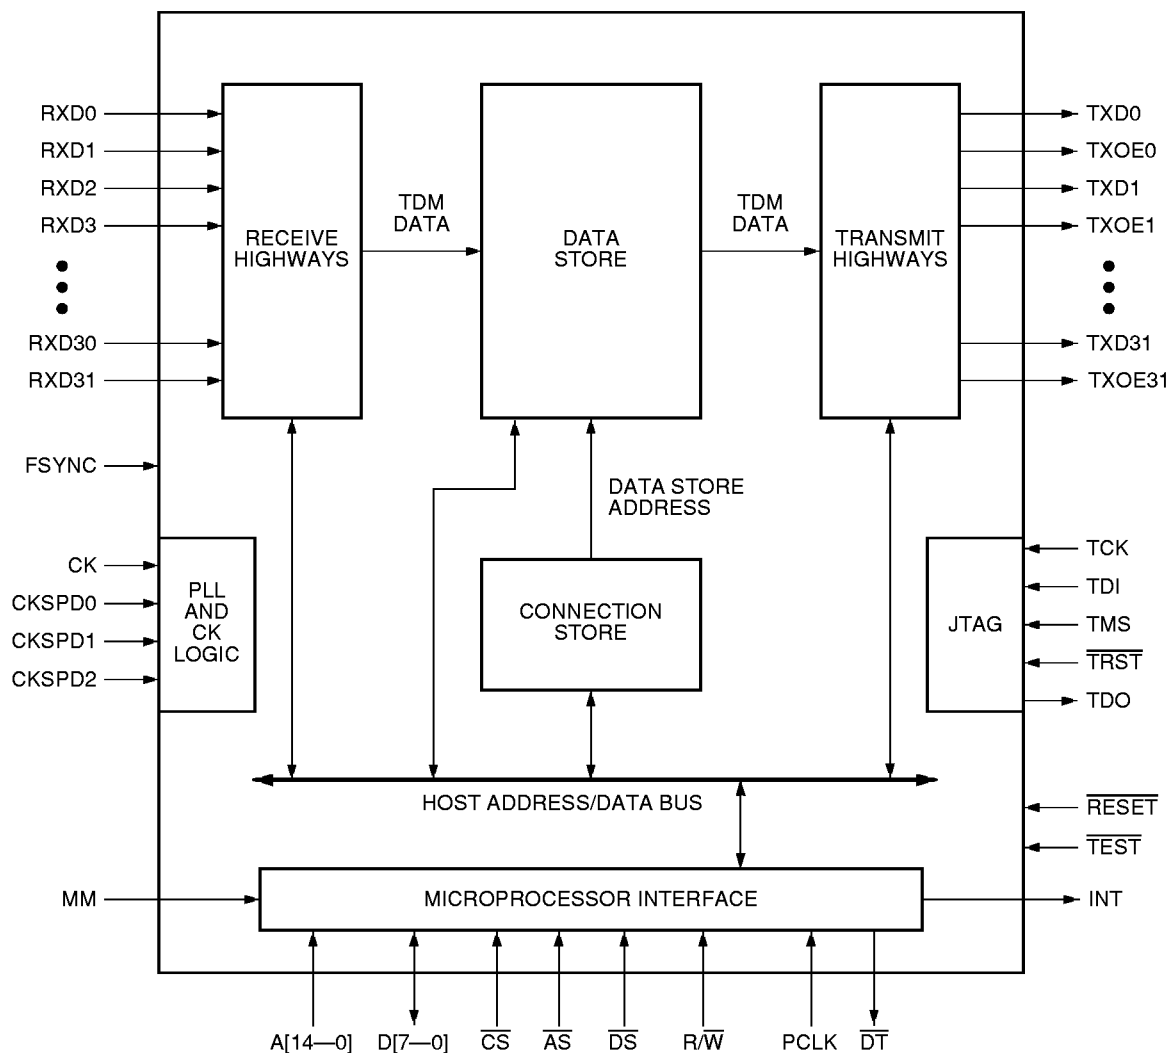 RXD0
RXD1
RXD2
RXD3
RXD30
RXD31
FSYNC
CK
CKSPD0
CKSPD1
CKSPD2
MM
RECEIVE
HIGHWAYS
TDM
DATA
DATA
STORE
TDM
DATA
TRANSMIT
HIGHWAYS
TXD0
TXOE0
TXD1
TXOE1
TXD31
TXOE31
DATA STORE
ADDRESS
PLL
AND
CK
LOGIC
CONNECTION
STORE
JTAG
TCK
TDI
TMS
TRST
TDO
HOST ADDRESS/DATA BUS
RESET
TEST
MICROPROCESSOR INTERFACE
INT
A[14—0]
D[7—0]
CS
AS
DS
R/W
PCLK
DT